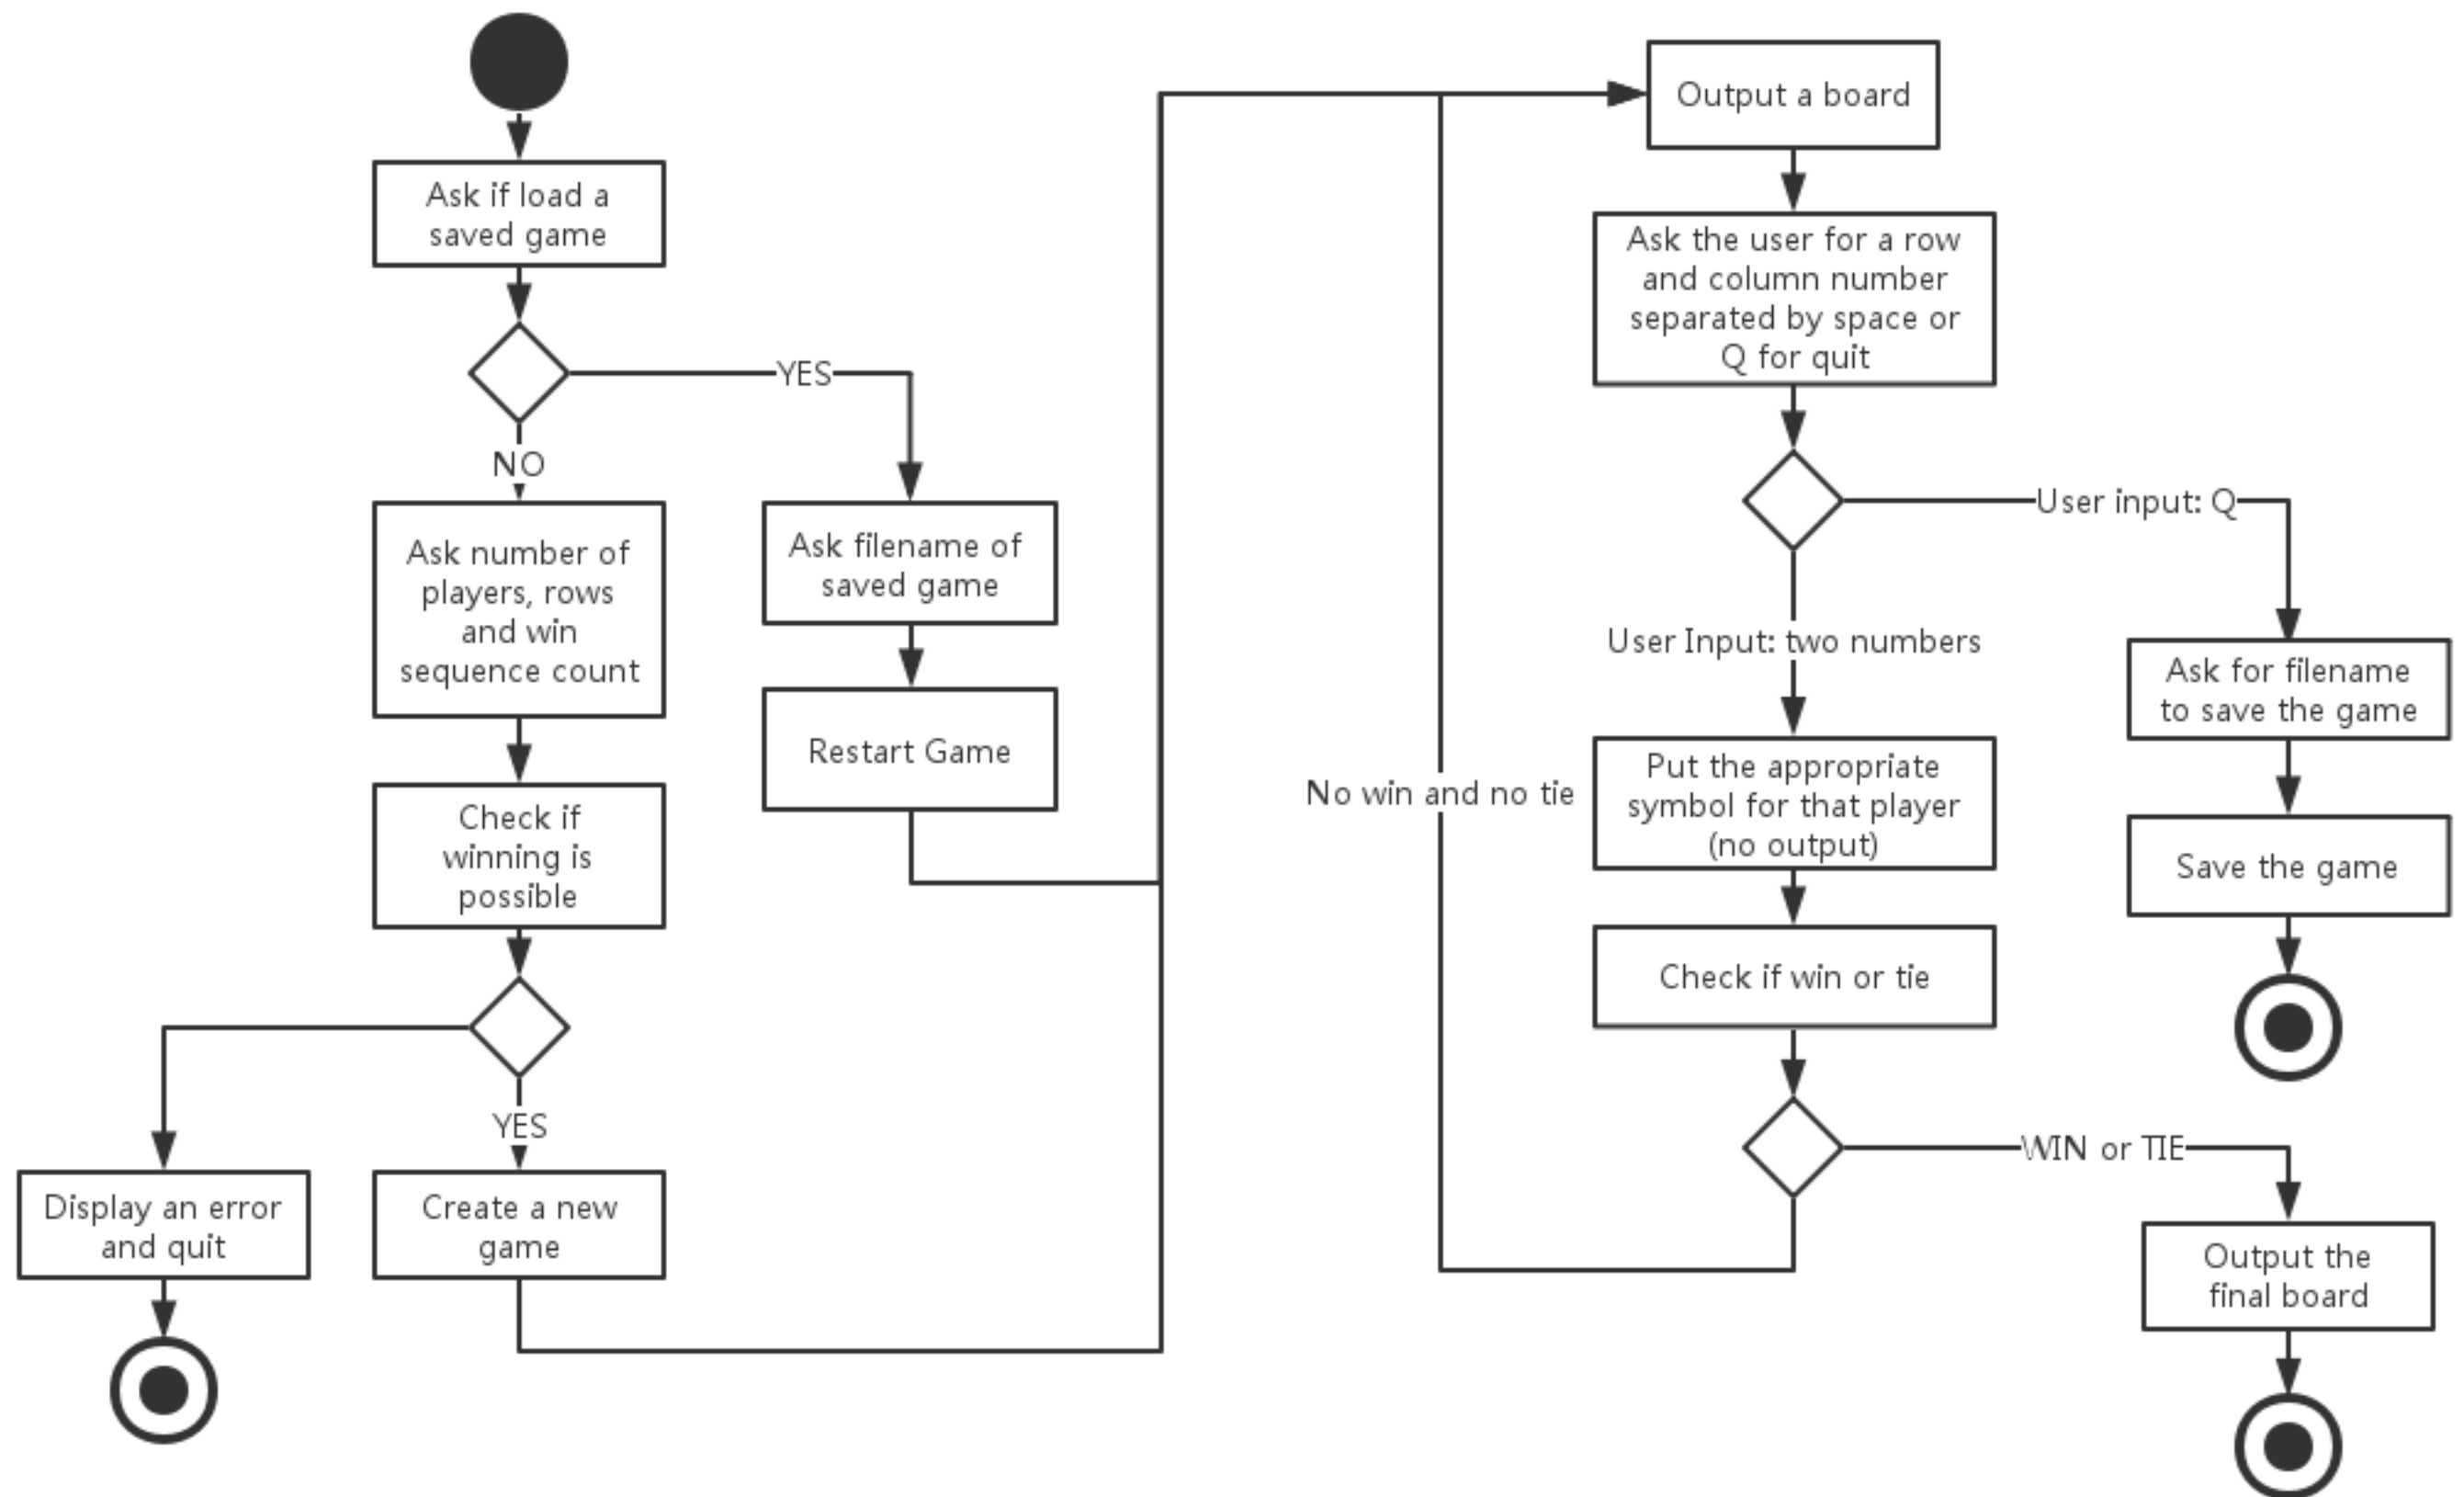 Ask if load a
saved game
YES
NO
Ask number of
players, rows
and win
sequence count
Ask filename of
saved game
Restart Game
Check if
winning is
possible
YES
Display an error
and quit
Create a new
game
Output a board
Ask the user for a row
and column number
separated by space or
Q for quit
User input: Q
User Input: two numbers
Ask for filename
to save the game
No win and no tie
Put the appropriate
symbol for that player
(no output)
Save the game
Check if win or tie
WIN or TIE
Output the
final board